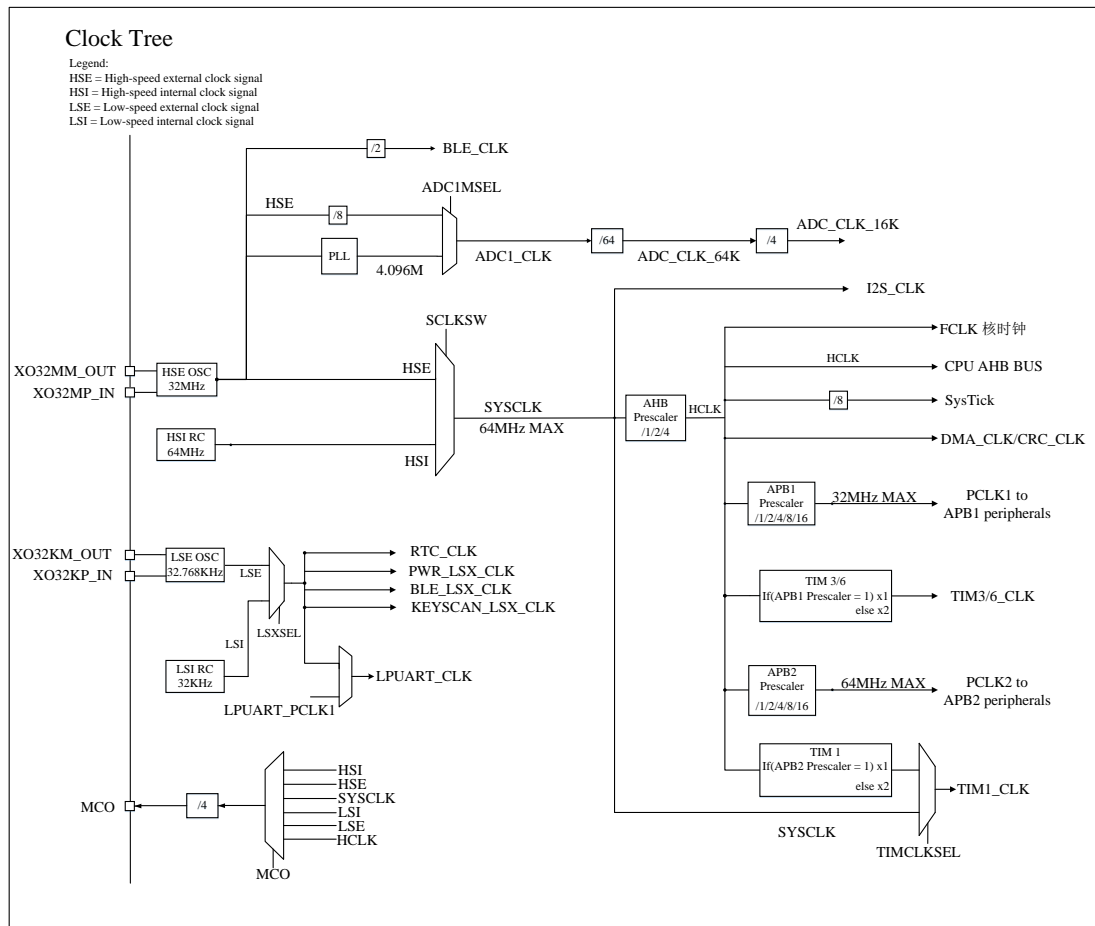 Clock Tree
Legend:
HSE = High-speed external clock signal
HSI = High-speed internal clock signal
LSE = Low-speed external clock signal
LSI = Low-speed internal clock signal
/2
BLE_CLK
ADC1MSEL
HSE
/8
PLL
4.096M
ADC1_CLK
/64
ADC_CLK_64K
/4
ADC_CLK_16K
I2S_CLK
SCLKSW
XO32MM_OUT
XO32MP_IN
HSE OSC
32MHz
HSE
HSI RC
64MHz
HSI
SYSCLK
64MHz MAX
AHB
Prescaler
/1/2/4
HCLK
FCLK 核时钟
HCLK
CPU AHB BUS
/8
SysTick
DMA_CLK/CRC_CLK
APB1
Prescaler
/1/2/4/8/16
32MHz MAX
PCLK1 to
APB1 peripherals
TIM 3/6
If(APB1 Prescaler = 1) x1
else x2
TIM3/6_CLK
APB2
Prescaler
/1/2/4/8/16
64MHz MAX
PCLK2 to
APB2 peripherals
TIM 1
If(APB2 Prescaler = 1) x1
else x2
TIM1_CLK
SYSCLK
TIMCLKSEL
XO32KM_OUT
XO32KP_IN
LSE OSC
32.768KHz
LSE
LSI
LSXSEL
LSI RC
32KHz
RTC_CLK
PWR_LSX_CLK
BLE_LSX_CLK
KEYSCAN_LSX_CLK
LPUART_CLK
LPUART_PCLK1
MCO
/4
HSI
HSE
SYSCLK
LSI
LSE
HCLK
MCO